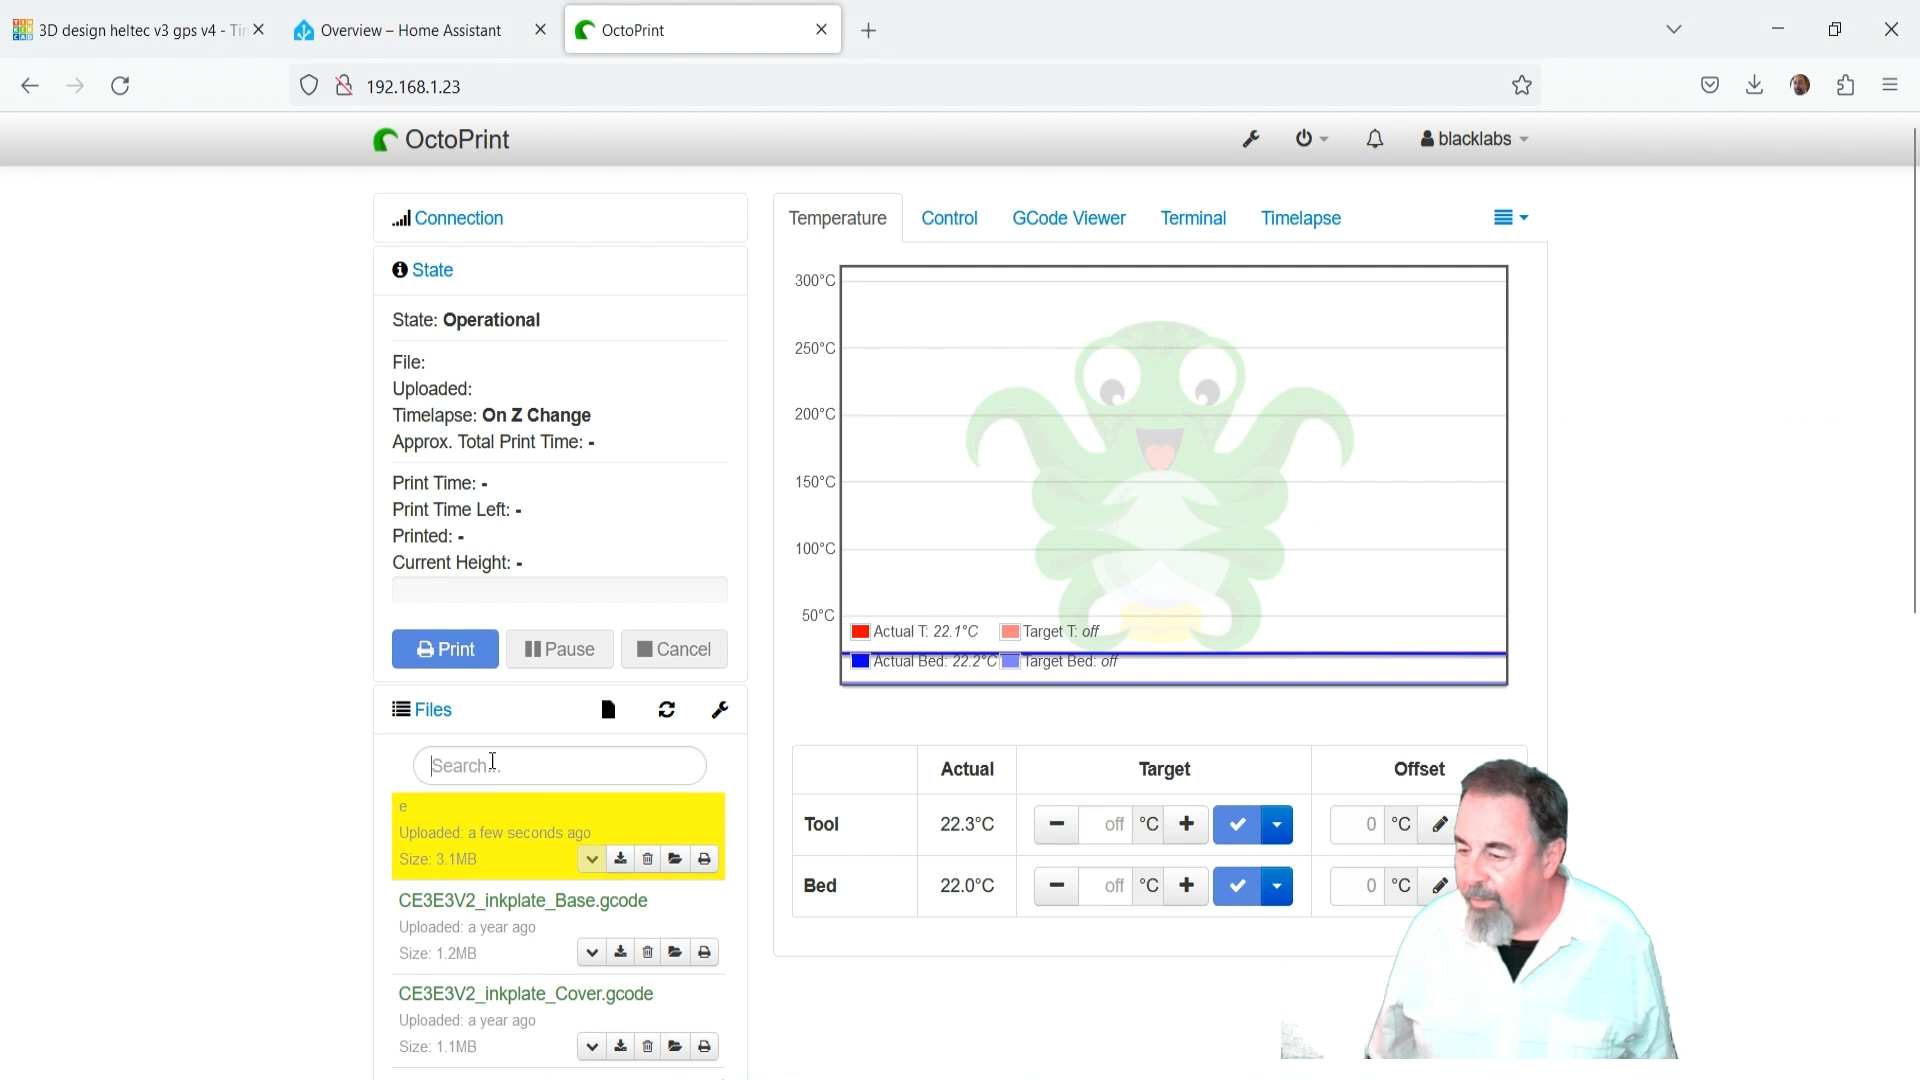 3D design heltec v3 gps v4 - Tin
Overview – Home Assistant
OctoPrint
192.168.1.23
OctoPrint
blacklabs
Connection
State
State: Operational
File:
Uploaded:
Timelapse: On Z Change
Approx. Total Print Time: -
Print Time: -
Print Time Left: -
Printed: -
Current Height: -
Print
Pause
Cancel
Files
Search...
e
Uploaded: a few seconds ago
Size: 3.1MB
CE3E3V2_inkplate_Base.gcode
Uploaded: a year ago
Size: 1.2MB
CE3E3V2_inkplate_Cover.gcode
Uploaded: a year ago
Size: 1.1MB
Temperature
Control
GCode Viewer
Terminal
Timelapse
300°C
250°C
200°C
150°C
100°C
50°C
Actual T: 22.1°C
Target T: off
Actual Bed: 22.2°C
Target Bed: off
Actual
Target
Offset
Tool
22.3°C
off °C
0 °C
Bed
22.0°C
off °C
0 °C